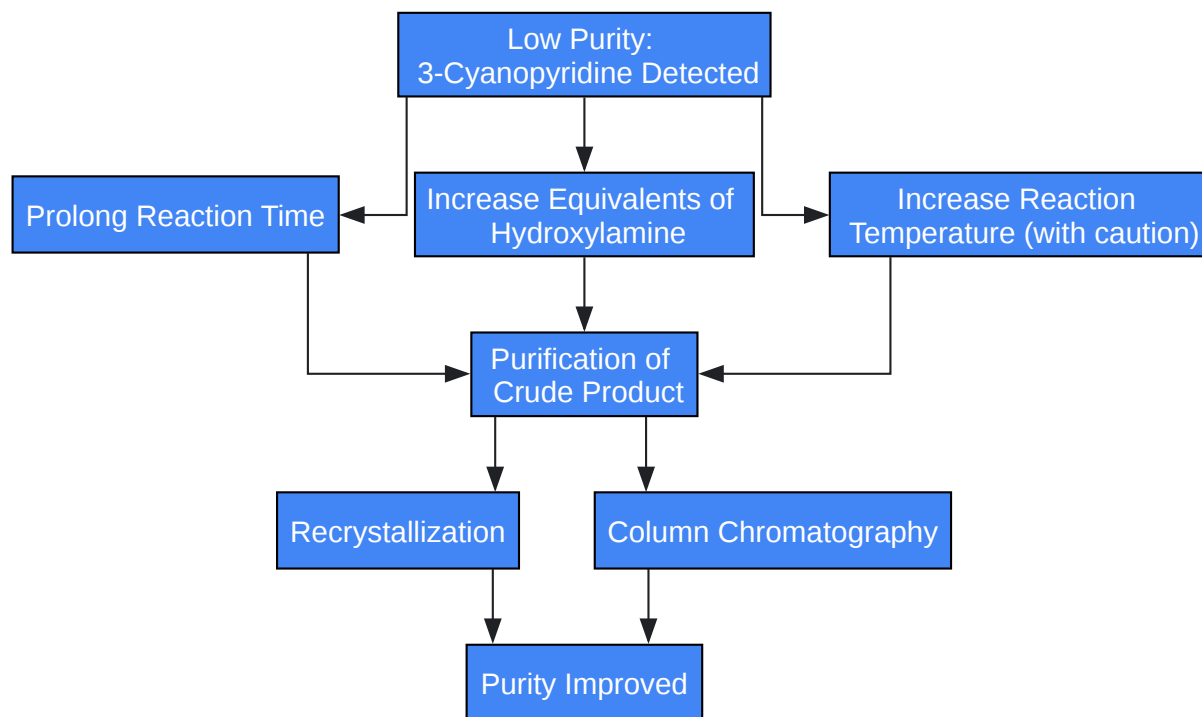 Low Purity:
3-Cyanopyridine Detected
Prolong Reaction Time
Increase Equivalents of
Hydroxylamine
Increase Reaction
Temperature (with caution)
Purification of
Crude Product
Recrystallization
Column Chromatography
Purity Improved